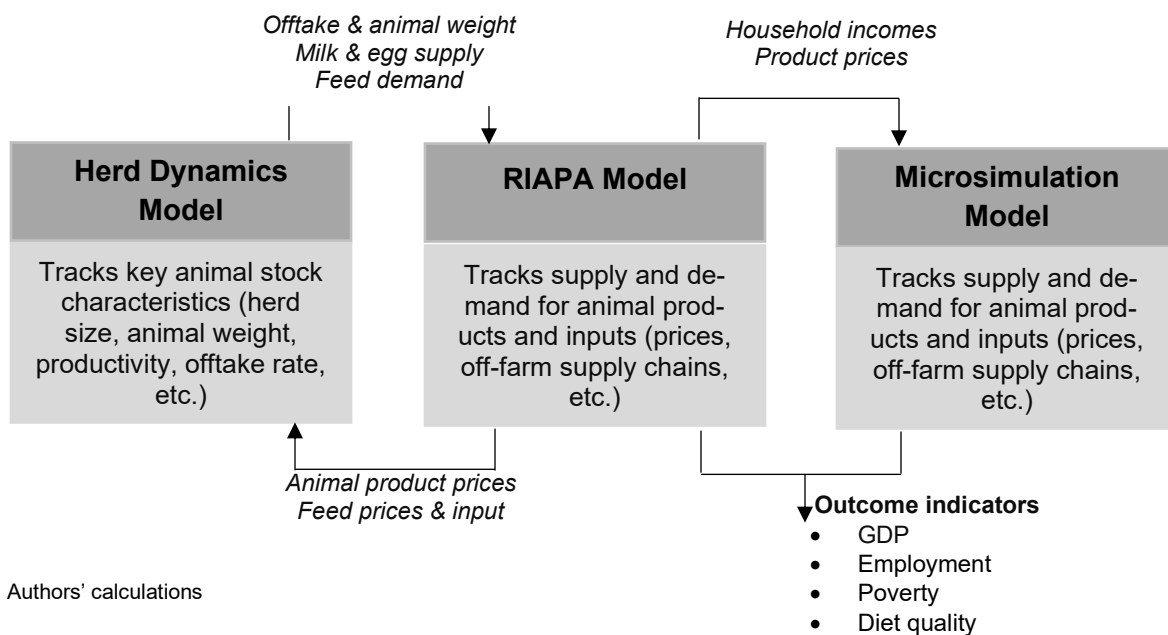 Offtake & animal weight
Milk & egg supply
Feed demand
Household incomes
Product prices
Herd Dynamics
Model
Tracks key animal stock
characteristics (herd
size, animal weight,
productivity, offtake rate,
etc.)
RIAPA Model
Tracks supply and de-
mand for animal prod-
ucts and inputs (prices,
off-farm supply chains,
etc.)
Microsimulation
Model
Tracks supply and de-
mand for animal prod-
ucts and inputs (prices,
off-farm supply chains,
etc.)
Animal product prices
Feed prices & input
Outcome indicators
• GDP
• Employment
• Poverty
• Diet quality
Authors' calculations